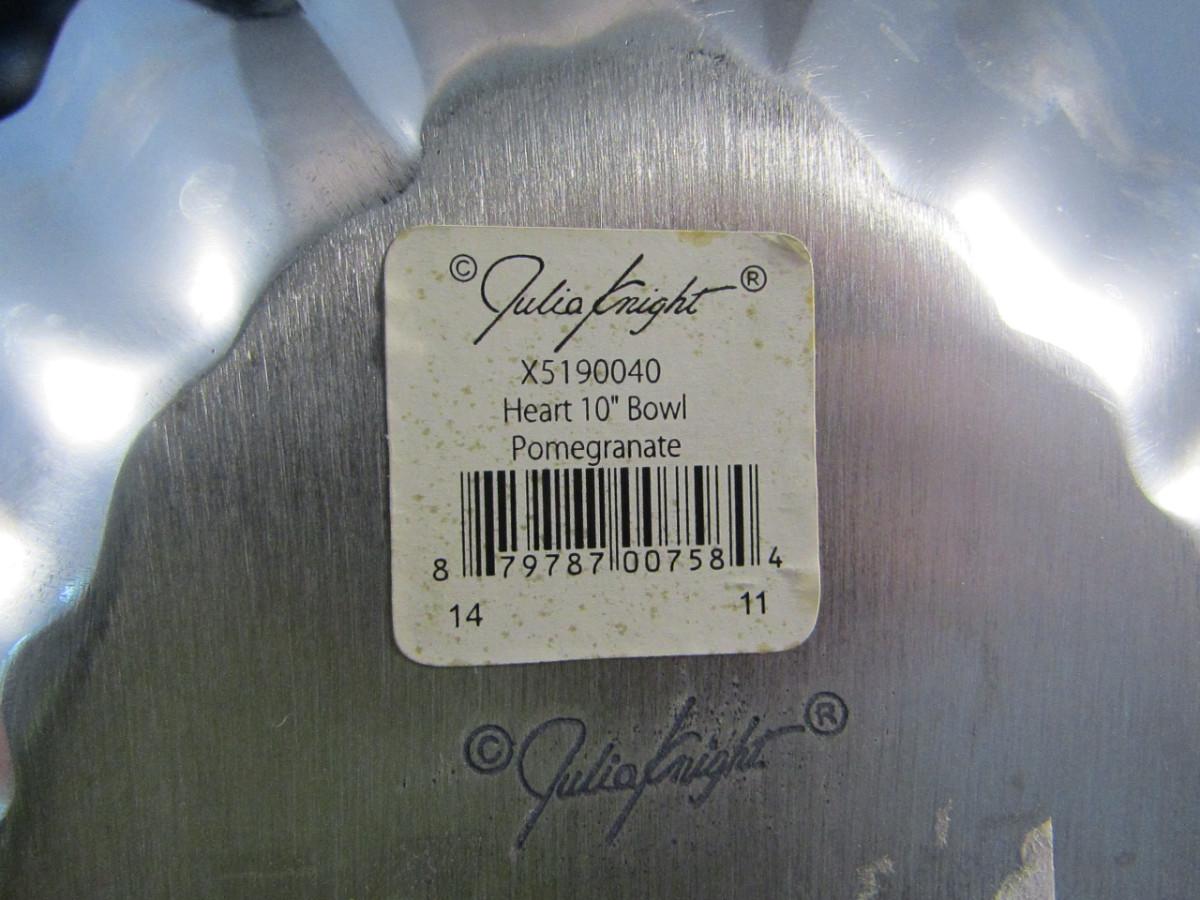 © Julia Knight ®
X5190040
Heart 10" Bowl
Pomegranate
8 79787 00758 4
14 11
© Julia Knight ®